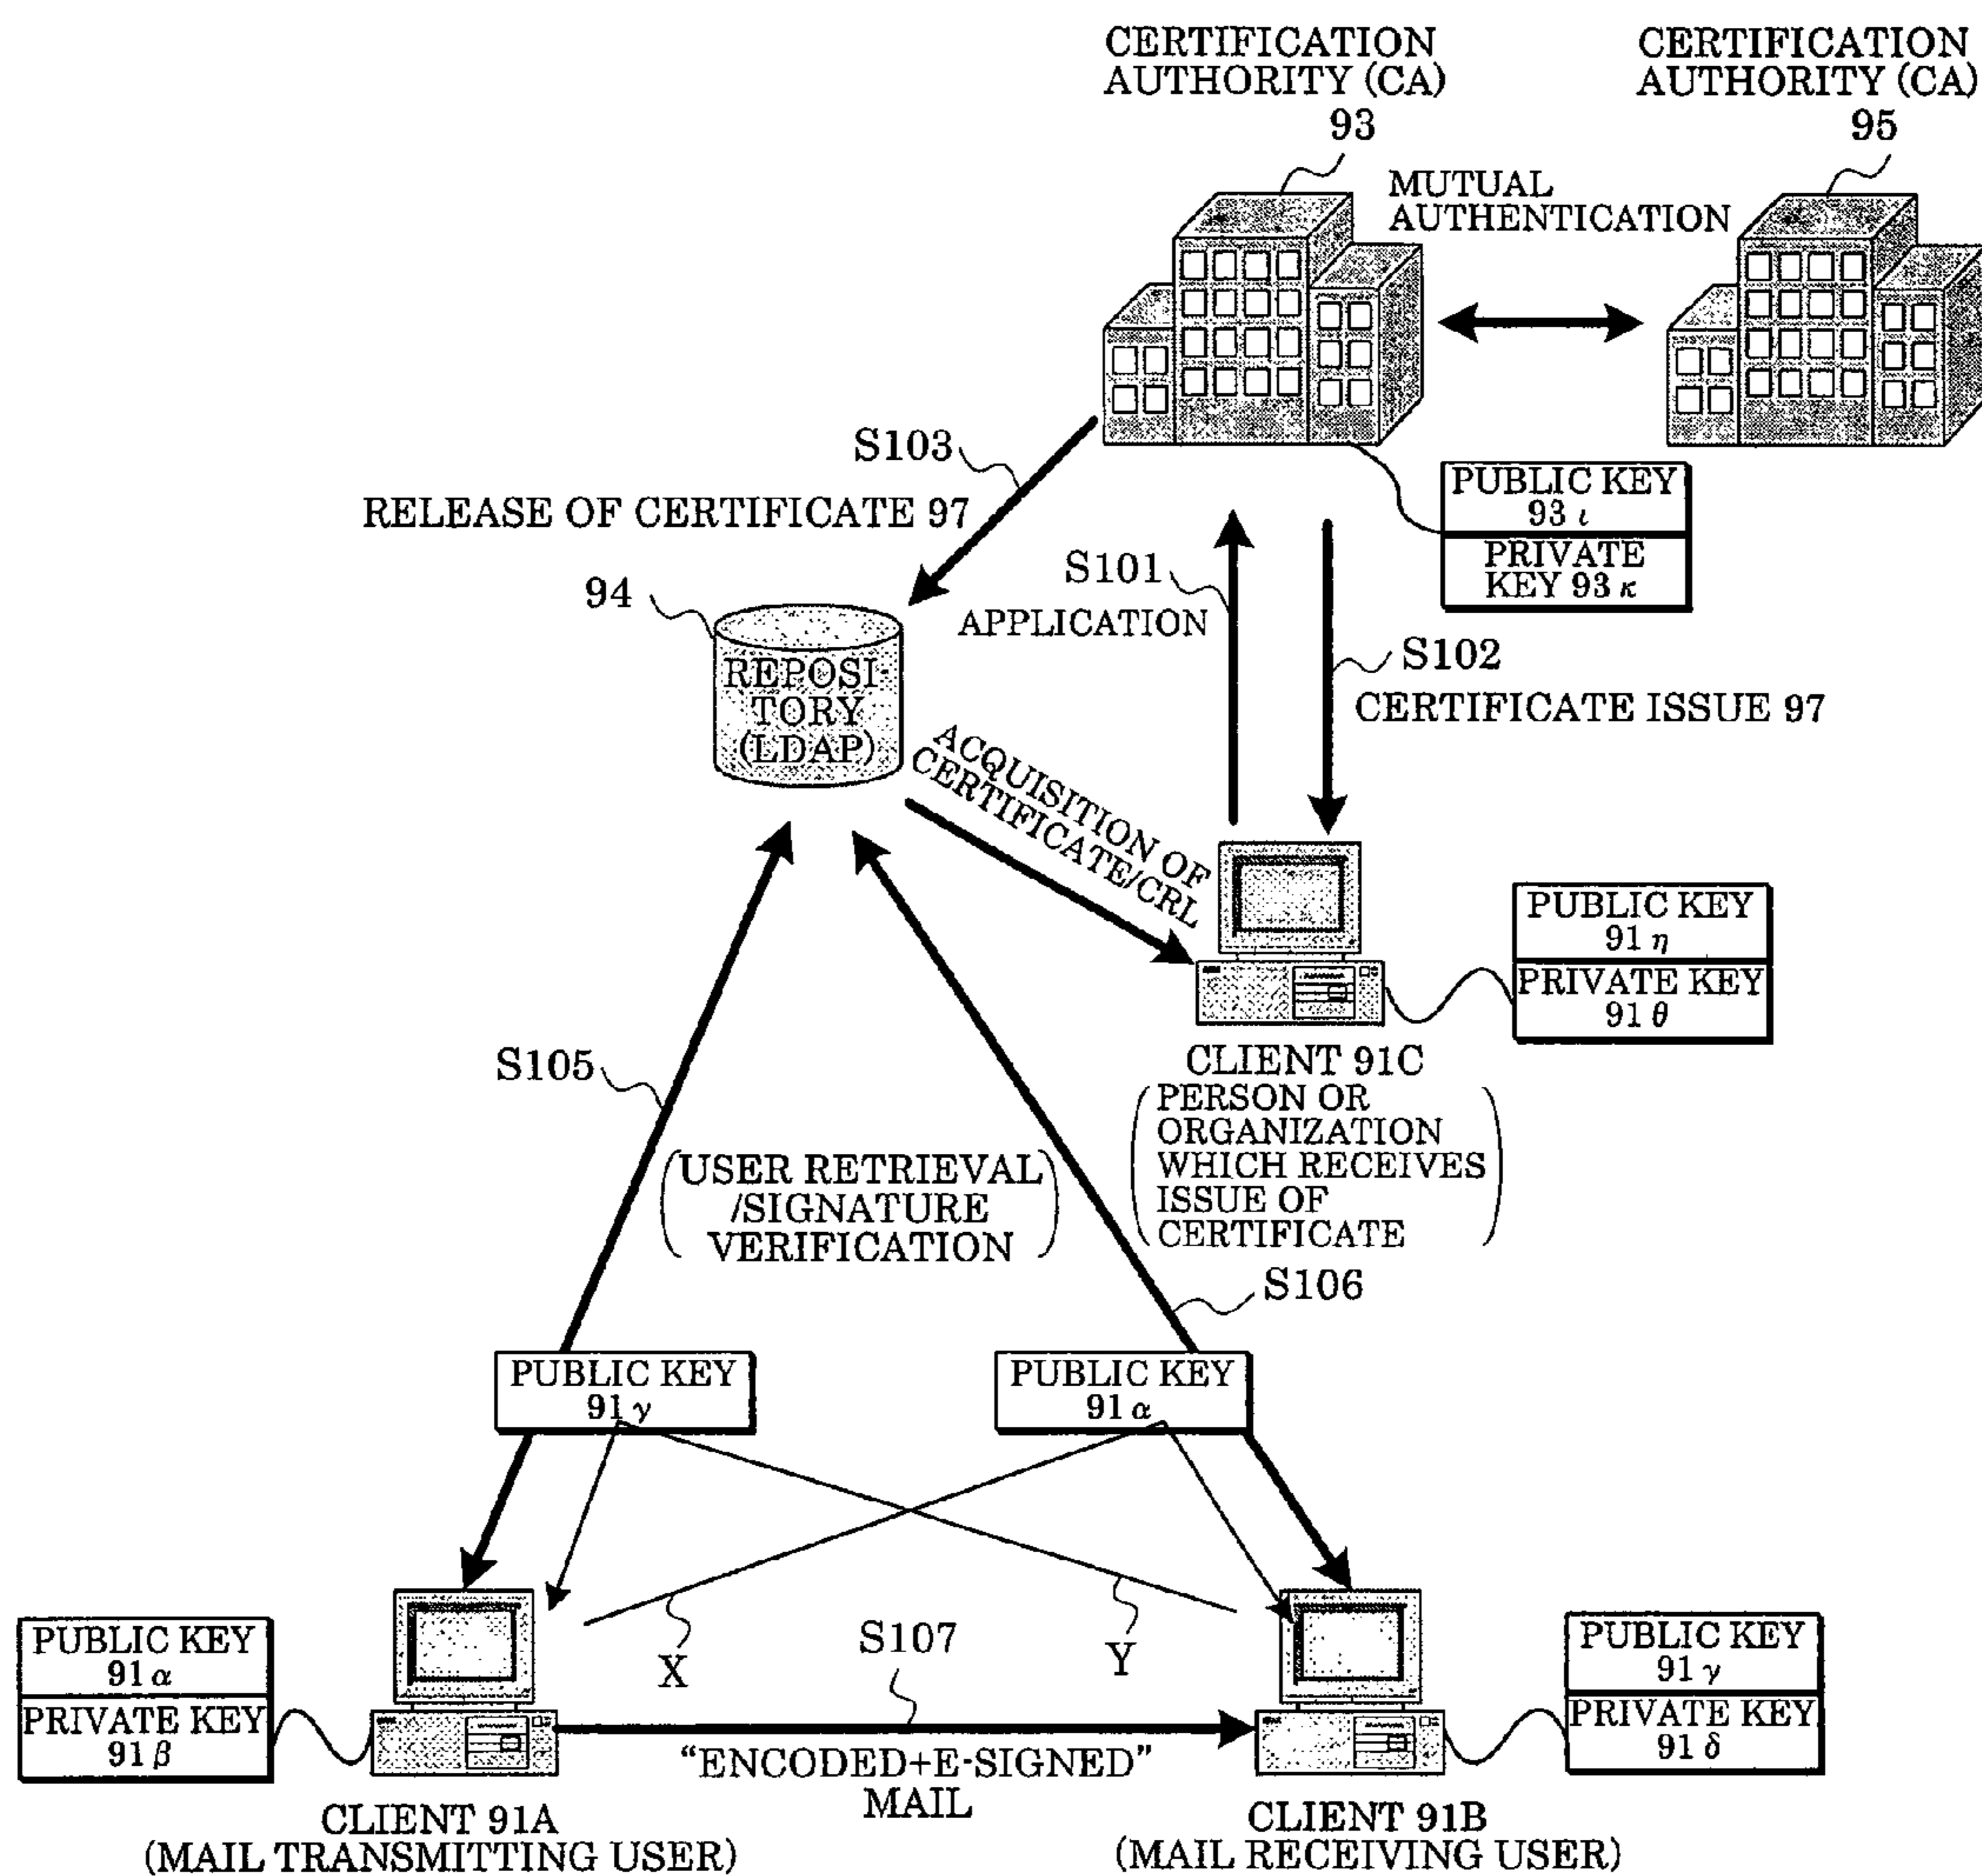 CERTIFICATION
AUTHORITY (CA)
93
CERTIFICATION
AUTHORITY (CA)
95
MUTUAL
AUTHENTICATION
S103
RELEASE OF CERTIFICATE 97
PUBLIC KEY
93 ι
PRIVATE
KEY 93 κ
94
S101
APPLICATION
REPOSI-
TORY
(LDAP)
S102
CERTIFICATE ISSUE 97
ACQUISITION OF
CERTIFICATE/CRL
PUBLIC KEY
91 η
PRIVATE KEY
91 θ
CLIENT 91C
PERSON OR
ORGANIZATION
WHICH RECEIVES
ISSUE OF
CERTIFICATE
S105
USER RETRIEVAL
/SIGNATURE
VERIFICATION
S106
PUBLIC KEY
91 γ
PUBLIC KEY
91 α
X
Y
S107
PUBLIC KEY
91 α
PRIVATE KEY
91 β
PUBLIC KEY
91 γ
PRIVATE KEY
91 δ
"ENCODED+E-SIGNED"
MAIL
CLIENT 91A
(MAIL TRANSMITTING USER)
CLIENT 91B
(MAIL RECEIVING USER)